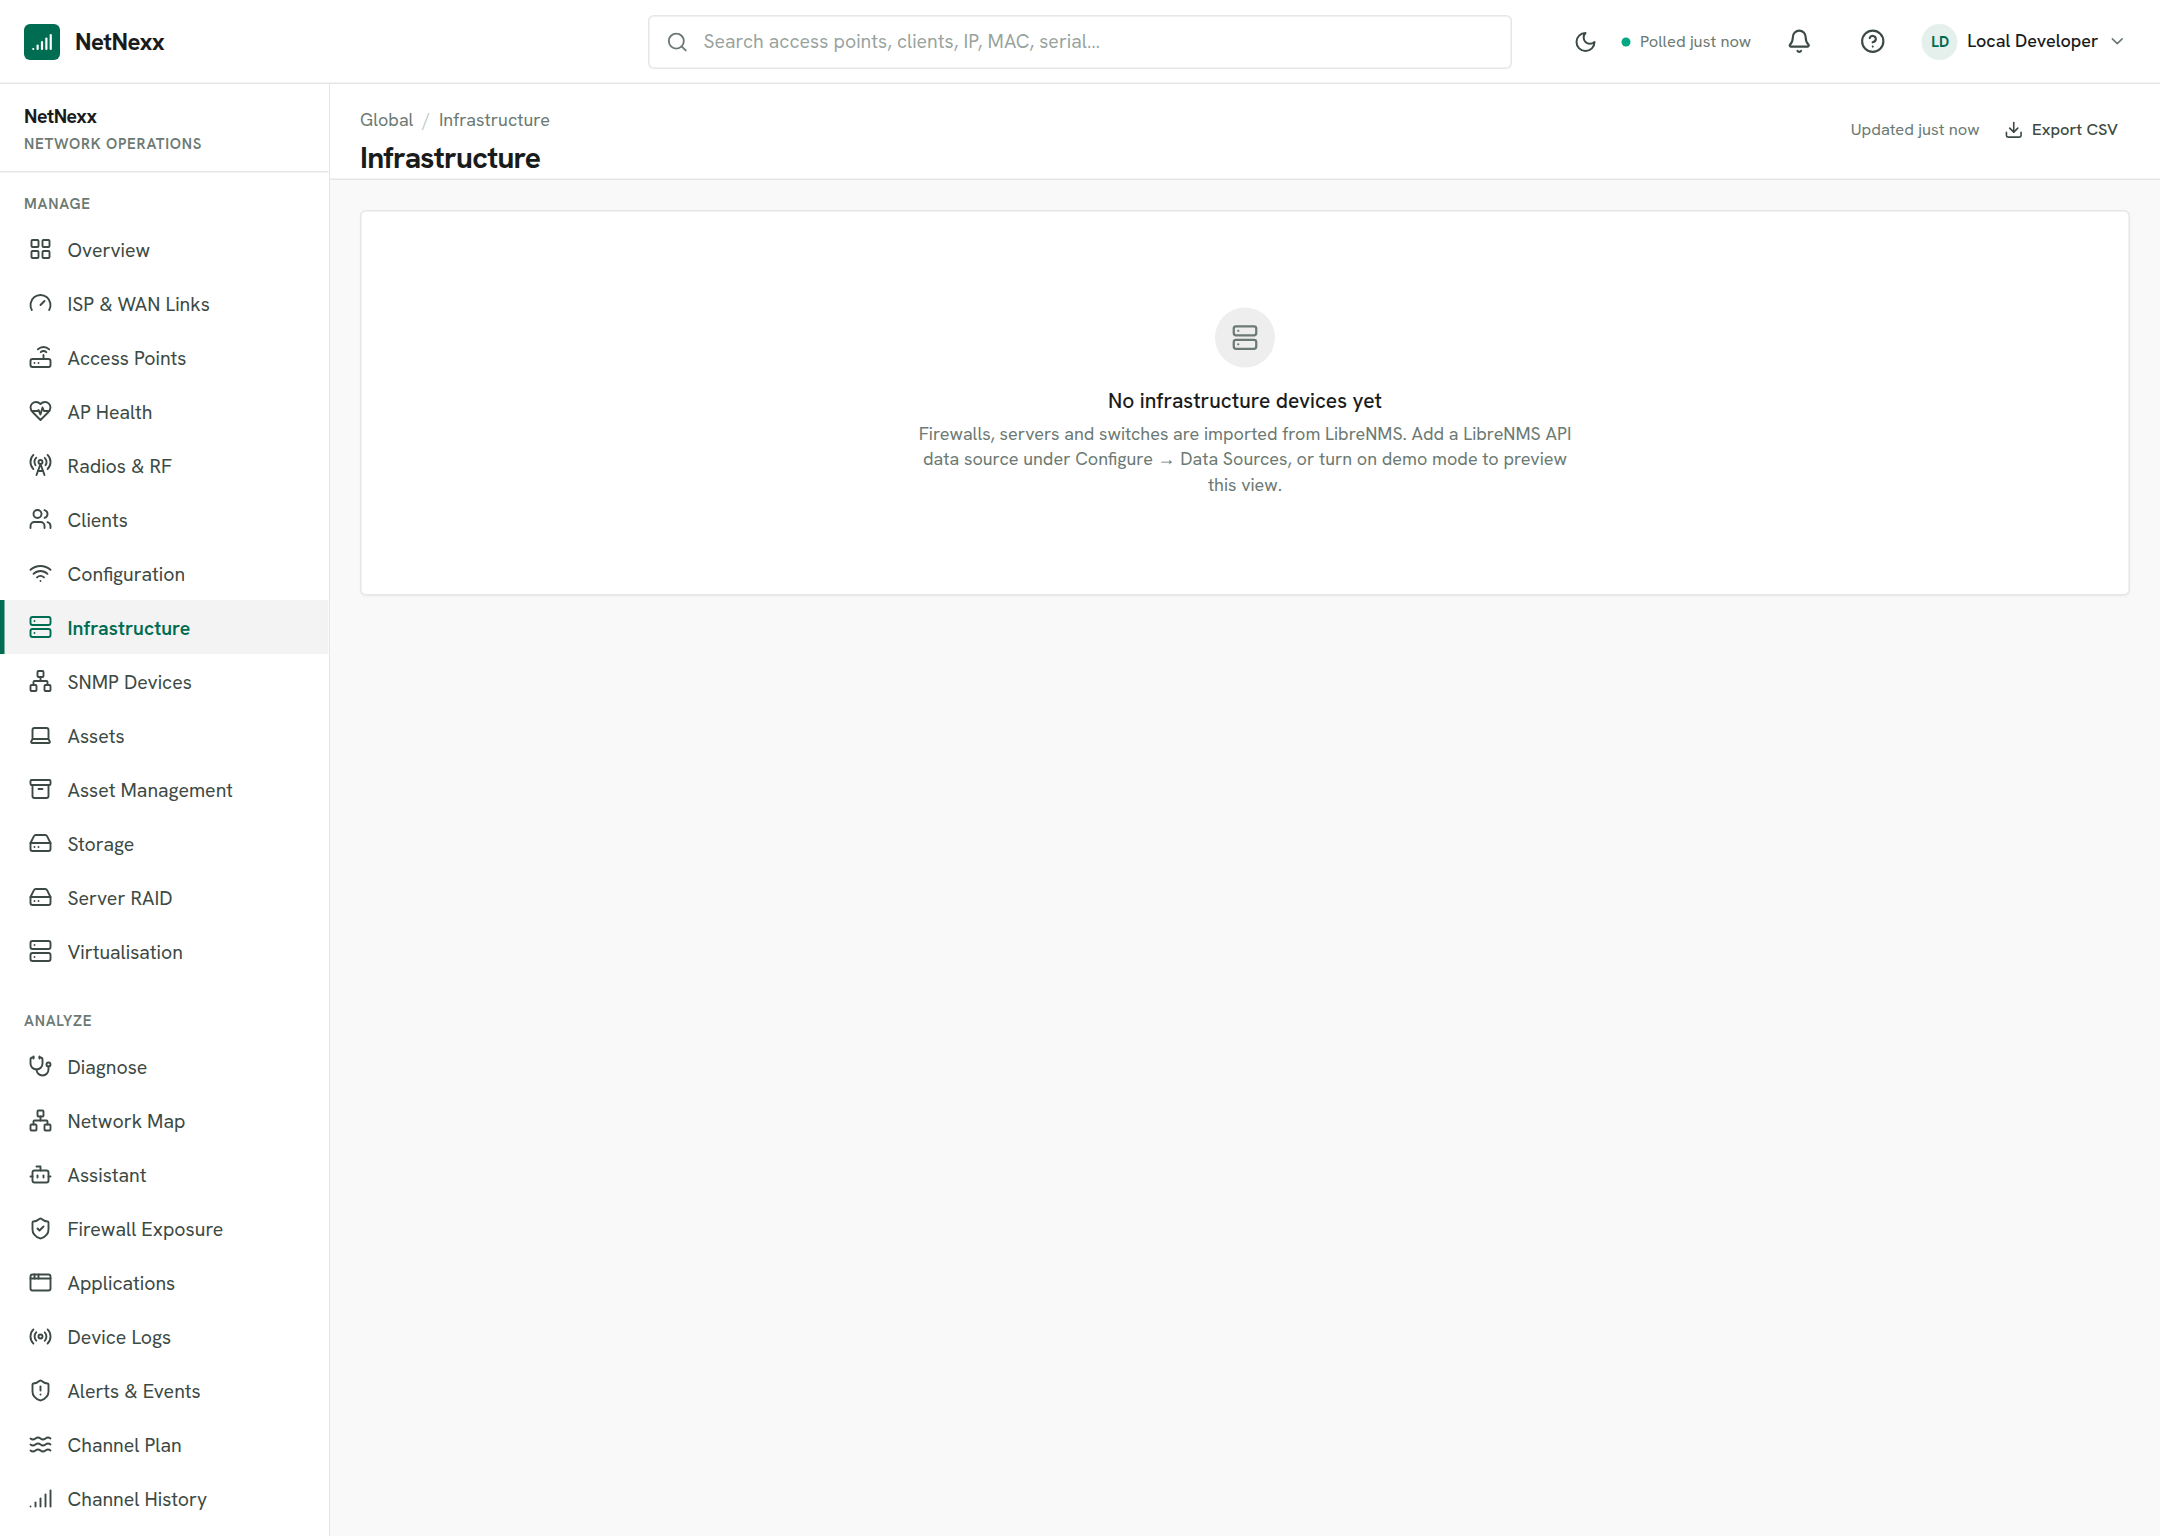 NetNexx
Search access points, clients, IP, MAC, serial...
Polled just now
LD
Local Developer
NetNexx
NETWORK OPERATIONS
MANAGE
Overview
ISP & WAN Links
Access Points
AP Health
Radios & RF
Clients
Configuration
Infrastructure
SNMP Devices
Assets
Asset Management
Storage
Server RAID
Virtualisation
ANALYZE
Diagnose
Network Map
Assistant
Firewall Exposure
Applications
Device Logs
Alerts & Events
Channel Plan
Channel History
Global / Infrastructure
Infrastructure
Updated just now
Export CSV
No infrastructure devices yet
Firewalls, servers and switches are imported from LibreNMS. Add a LibreNMS API
data source under Configure → Data Sources, or turn on demo mode to preview
this view.